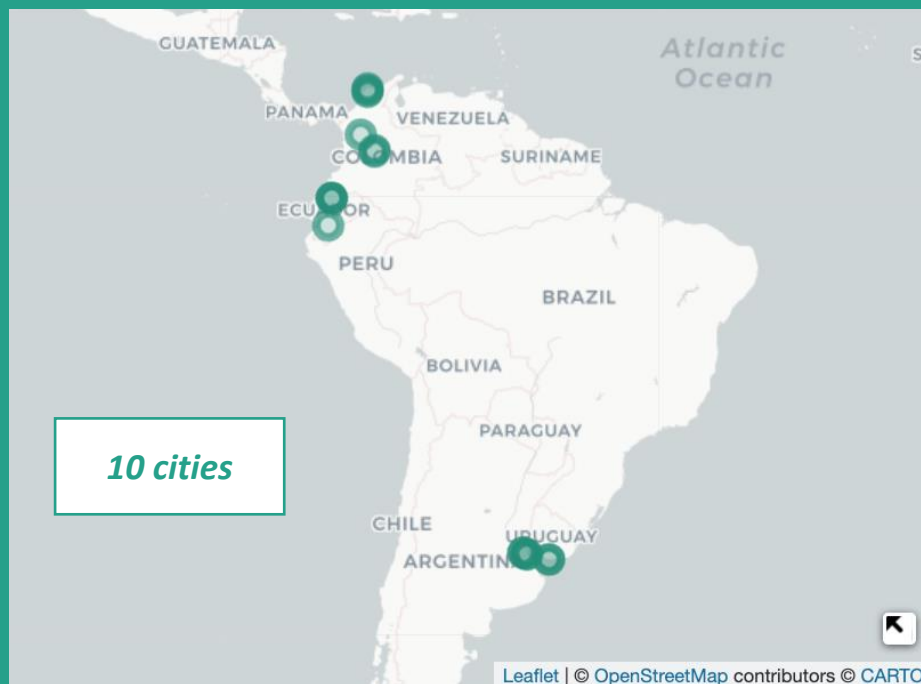 GUATEMALA
Atlantic
Ocean
PANAMA
VENEZUELA
COLOMBIA
SURINAME
ECUADOR
PERU
BRAZIL
BOLIVIA
PARAGUAY
10 cities
CHILE
URUGUAY
ARGENTIN
Leaflet | © OpenStreetMap contributors © CARTO